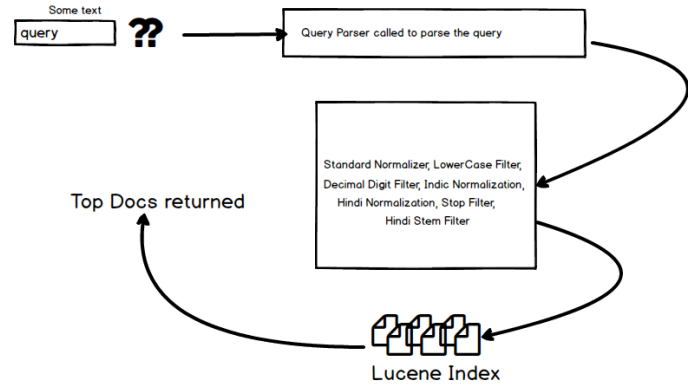 Some text
query
??
Query Parser called to parse the query
Standard Normalizer, LowerCase Filter,
Decimal Digit Filter, Indic Normalization,
Hindi Normalization, Stop Filter,
Hindi Stem Filter
Top Docs returned
Lucene Index